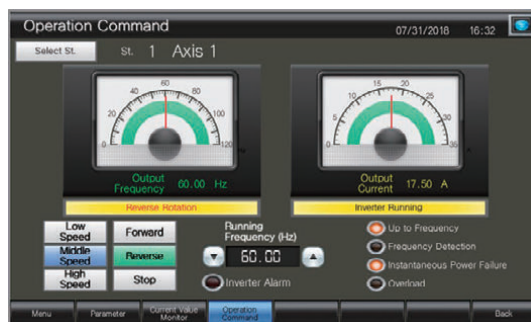 Operation Command
07/31/2018 16:32
Select St.
St. 1 Axis 1
0 20 40 60 80 100 120
Output
Frequency 60.00 Hz
0 5 10 15 20 25 30 35
Output
Current 17.50 A
Reverse Rotation
Inverter Running
Low
Speed
Forward
Middle
Speed
Reverse
High
Speed
Stop
Running
Frequency (Hz)
60.00
Inverter Alarm
Up to Frequency
Frequency Detection
Instantaneous Power Failure
Overload
Menu
Parameter
Current Value
Monitor
Operation
Command
Back